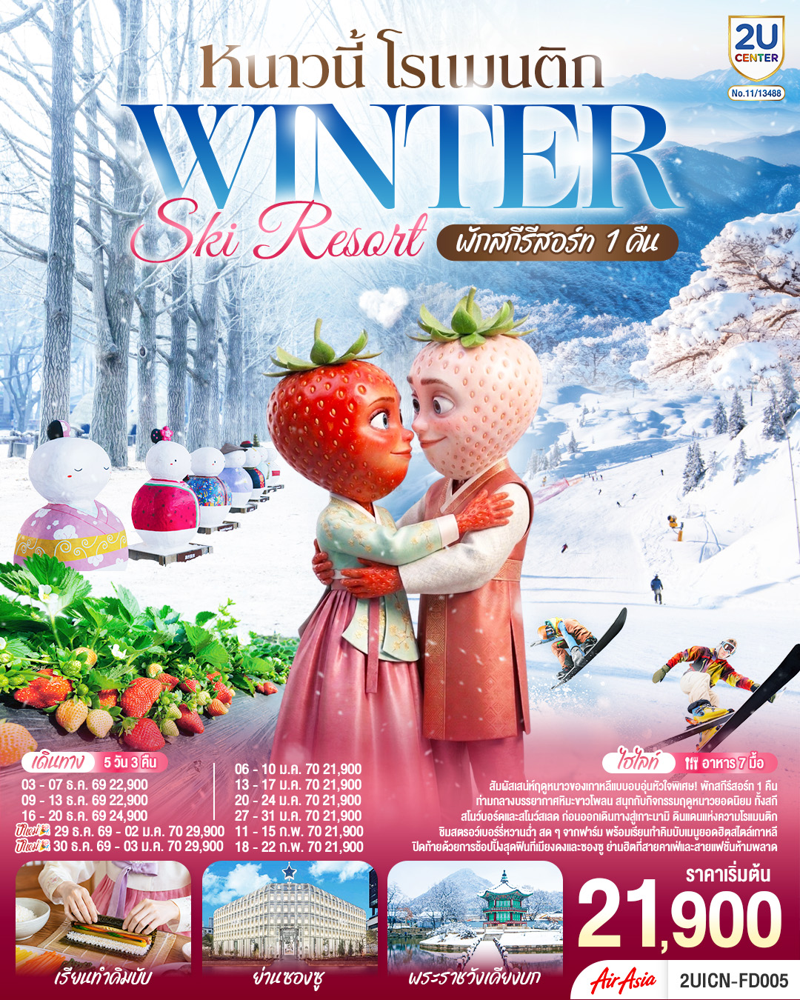 2U
CENTER
No.11/13488
หนาวนี้ โรแมนติก
WINTER
Ski Resort
พักสกีรีสอร์ท 1 คืน
เดินทาง 5 วัน 3 คืน
03 - 07 ธ.ค. 69 22,900
09 - 13 ธ.ค. 69 22,900
16 - 20 ธ.ค. 69 24,900
ปีใหม่ 29 ธ.ค. 69 - 02 ม.ค. 70 29,900
ปีใหม่ 30 ธ.ค. 69 - 03 ม.ค. 70 29,900
06 - 10 ม.ค. 70 21,900
13 - 17 ม.ค. 70 21,900
20 - 24 ม.ค. 70 21,900
27 - 31 ม.ค. 70 21,900
11 - 15 ก.พ. 70 21,900
18 - 22 ก.พ. 70 21,900
ไฮไลท์ อาหาร 7 มื้อ
สัมผัสเสน่ห์ฤดูหนาวของเกาหลีแบบอบอุ่นหัวใจพิเศษ! พักสกีรีสอร์ท 1 คืน
ท่ามกลางบรรยากาศหิมะขาวโพลน สนุกกับกิจกรรมฤดูหนาวยอดนิยม ทั้งสกี
สโนว์บอร์ดและสโนว์สเลด ก่อนออกเดินทางสู่เกาะนามิ ดินแดนแห่งความโรแมนติก
ชิมสตรอว์เบอร์รี่หวานฉ่ำ สด ๆ จากฟาร์ม พร้อมเรียนทำคิมบับเมนูยอดฮิตสไตล์เกาหลี
ปิดท้ายด้วยการช้อปปิ้งสุดฟินที่เมียงดงและซองซู ย่านฮิตที่สายคาเฟ่และสายแฟชั่นห้ามพลาด
เรียนทำคิมบับ
ย่านซองซู
พระราชวังเคียงบก
ราคาเริ่มต้น
21,900
AirAsia
2UICN-FD005